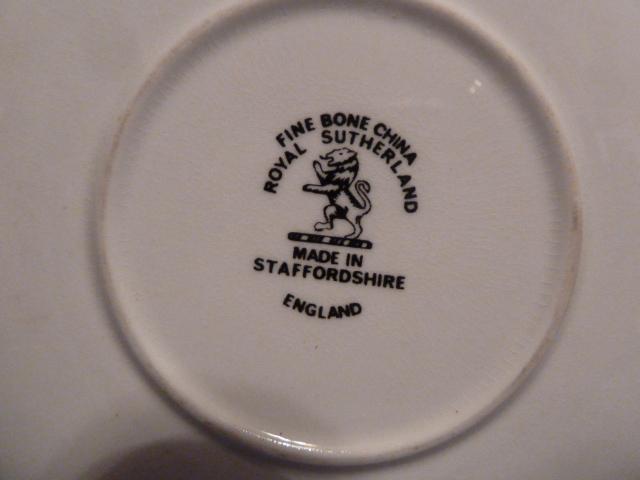 FINE BONE CHINA
ROYAL SUTHERLAND
MADE IN
STAFFORDSHIRE
ENGLAND